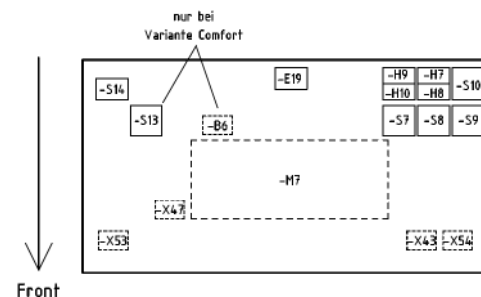 nur bei
Variante Comfort
-S14
-E19
-H9
-H7
-S10
-H10
-H8
-S13
-B6
-S7
-S8
-S9
-M7
-X47
-X53
-X43
-X54
Front